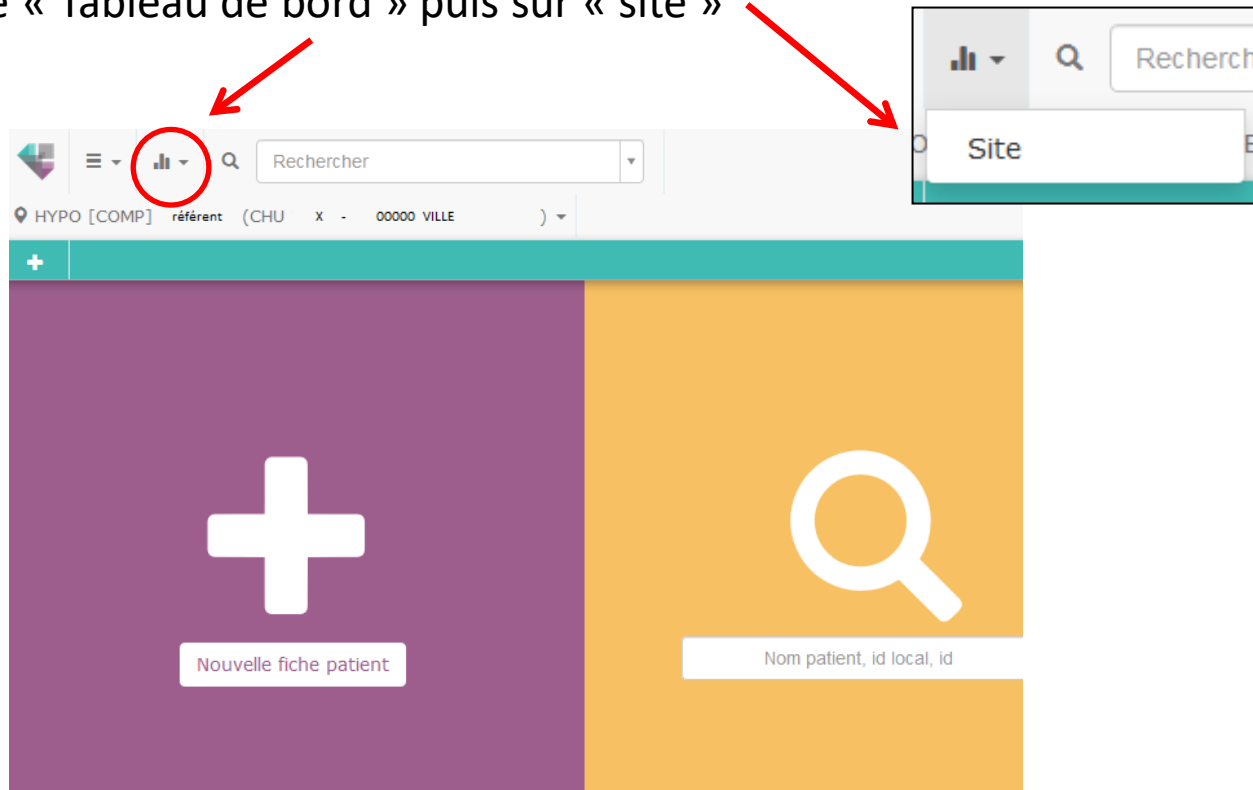 « Tableau de bord » puis sur « site »
Site
Rechercher
HYPO [COMP] référent (CHU X - 00000 VILLE )
Nouvelle fiche patient
Nom patient, id local, id